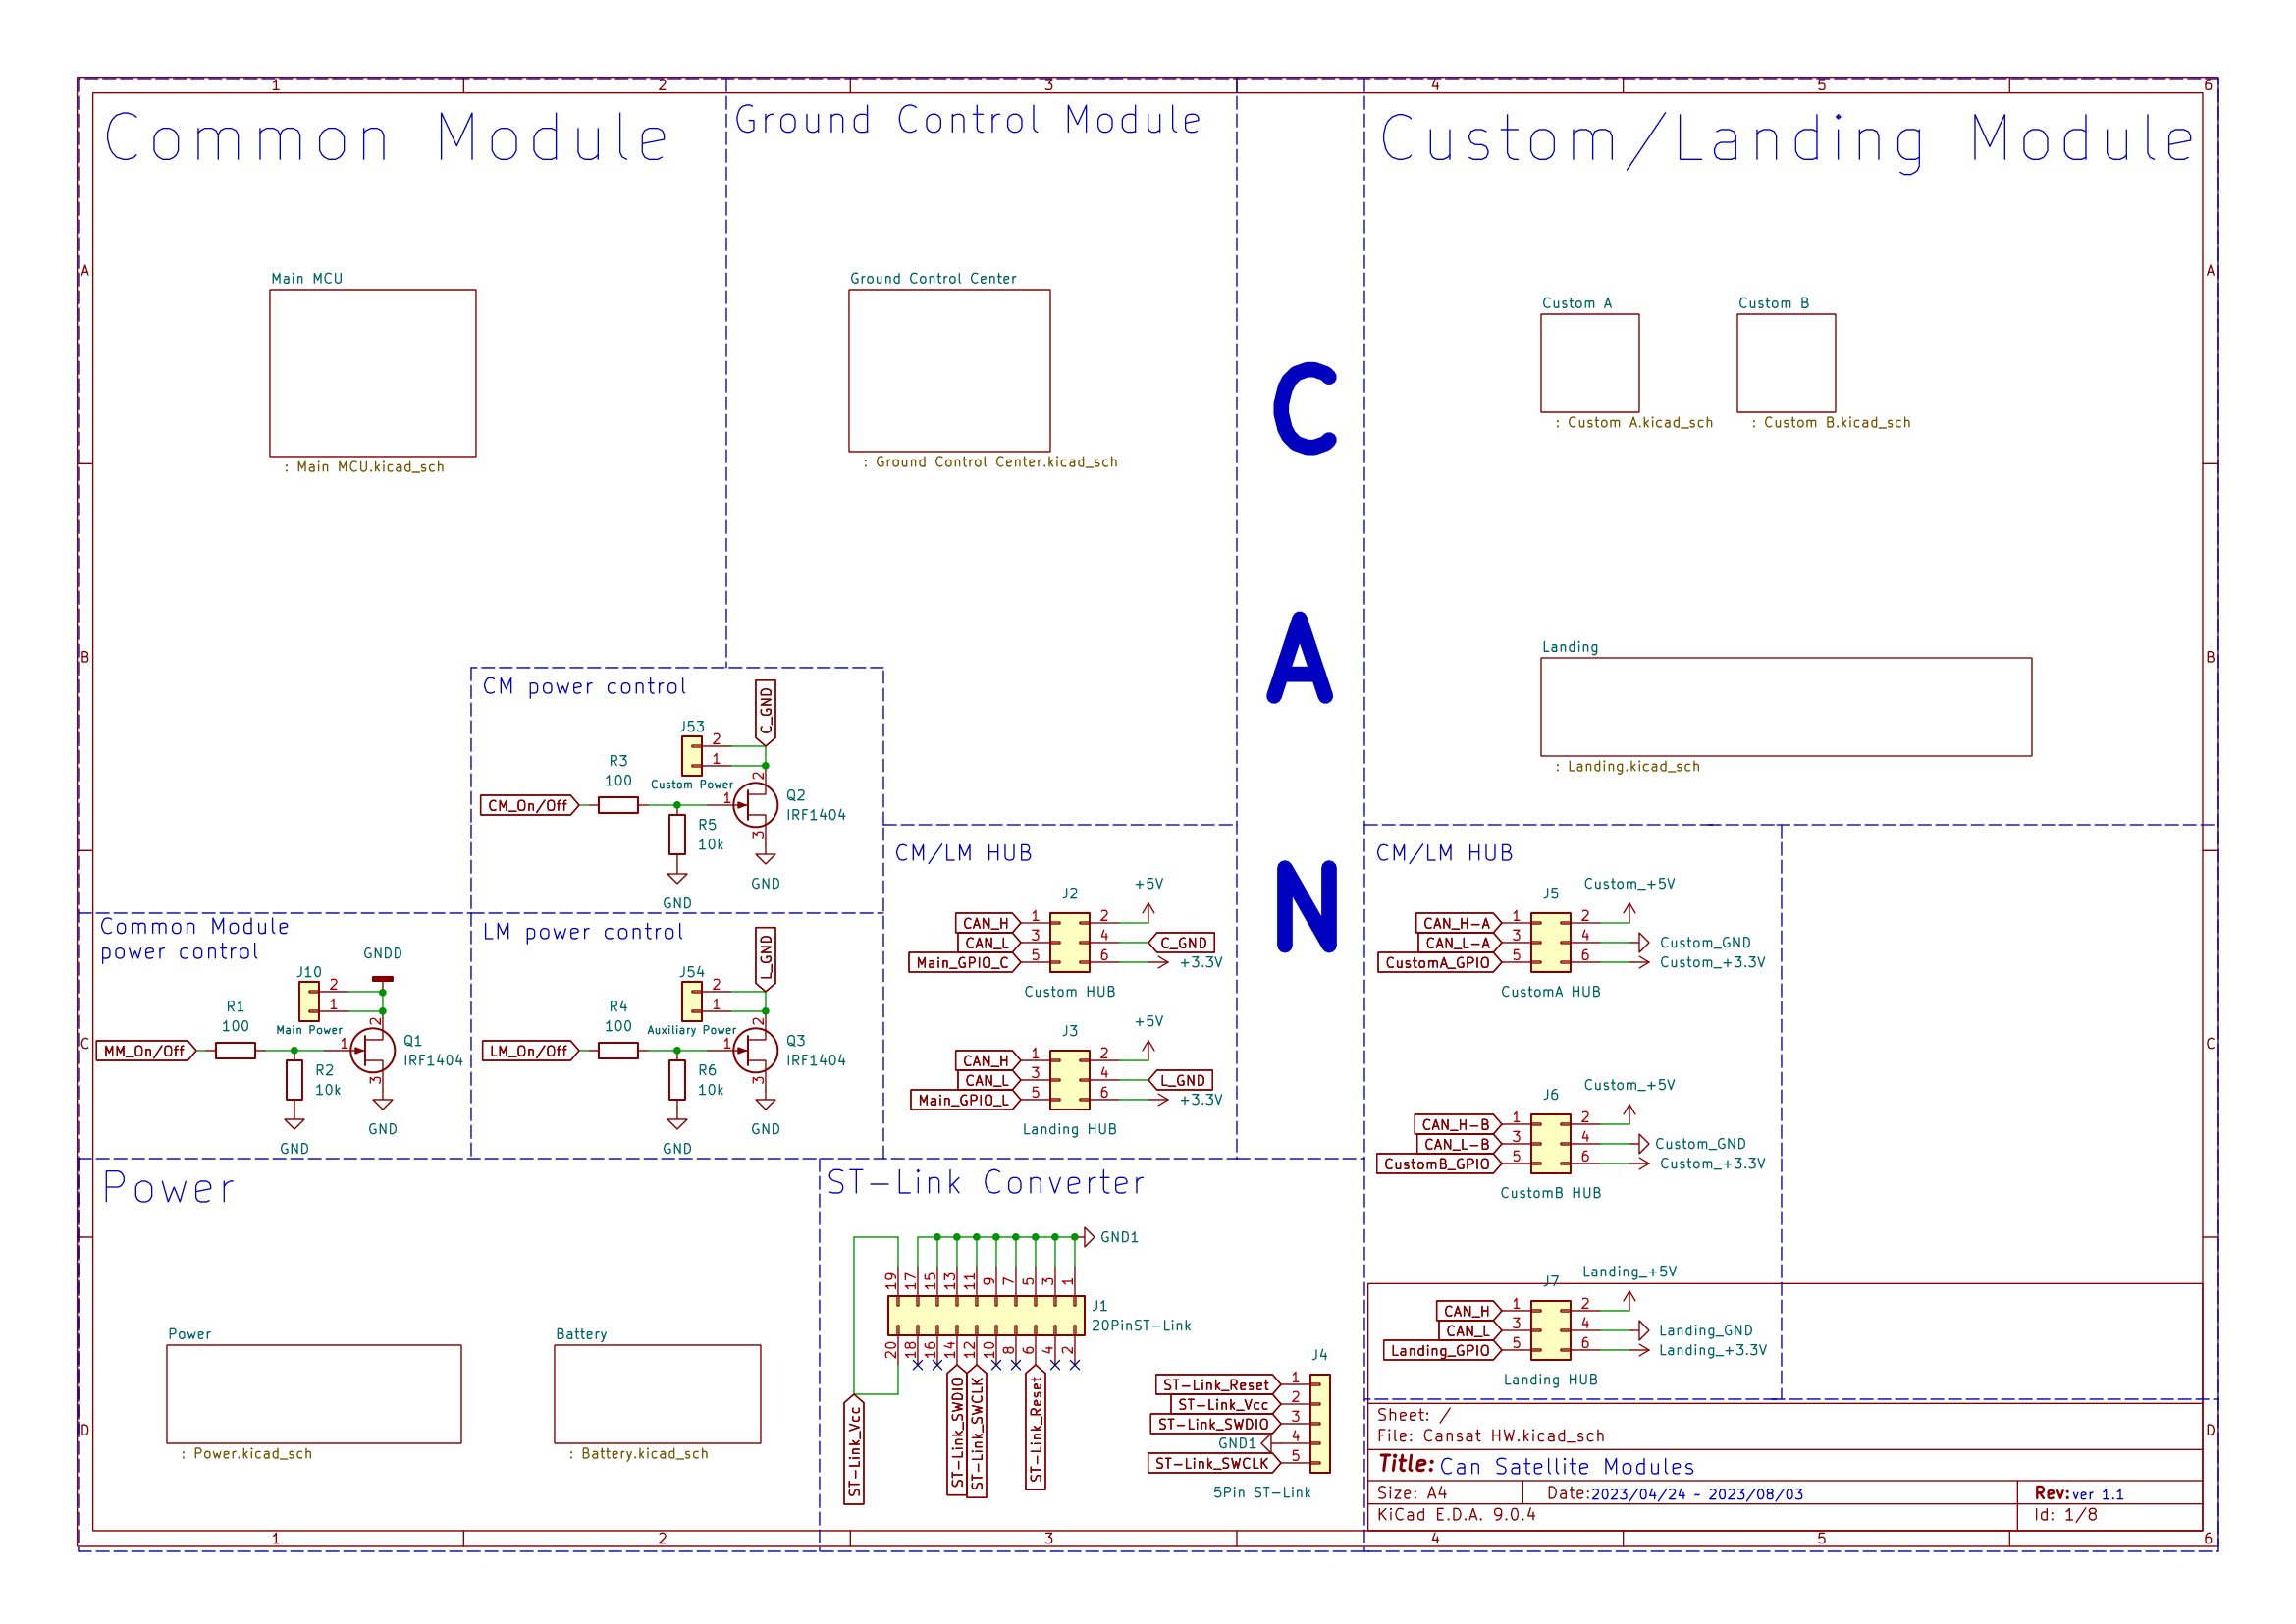 1 2 3 4 5 6
Common Module
Ground Control Module
Custom/Landing Module
A
A
Main MCU
: Main MCU.kicad_sch
Ground Control Center
: Ground Control Center.kicad_sch
Custom A
: Custom A.kicad_sch
Custom B
: Custom B.kicad_sch
C
A
N
B
B
Landing
: Landing.kicad_sch
CM power control
C_GND
J53
2
1
Custom Power
R3
100
CM_On/Off
1
2
3
Q2
IRF1404
R5
10k
GND
GND
Common Module
power control
GNDD
J10
2
1
Main Power
R1
100
MM_On/Off
1
2
3
Q1
IRF1404
R2
10k
GND
GND
LM power control
L_GND
J54
2
1
Auxiliary Power
R4
100
LM_On/Off
1
2
3
Q3
IRF1404
R6
10k
GND
GND
C
C
CM/LM HUB
J2
+5V
CAN_H 1 2
CAN_L 3 4 C_GND
Main_GPIO_C 5 6 +3.3V
Custom HUB
J3
+5V
CAN_H 1 2
CAN_L 3 4 L_GND
Main_GPIO_L 5 6 +3.3V
Landing HUB
CM/LM HUB
J5
Custom_+5V
CAN_H-A 1 2
CAN_L-A 3 4 Custom_GND
CustomA_GPIO 5 6 Custom_+3.3V
CustomA HUB
J6
Custom_+5V
CAN_H-B 1 2
CAN_L-B 3 4 Custom_GND
CustomB_GPIO 5 6 Custom_+3.3V
CustomB HUB
J7
Landing_+5V
CAN_H 1 2
CAN_L 3 4 Landing_GND
Landing_GPIO 5 6 Landing_+3.3V
Landing HUB
Power
Power
: Power.kicad_sch
Battery
: Battery.kicad_sch
ST-Link Converter
GND1
19 17 15 13 11 9 7 5 3 1
J1
20PinST-Link
20 18 16 14 12 10 8 6 4 2
ST-Link_Vcc
ST-Link_SWDIO
ST-Link_SWCLK
ST-Link_Reset
J4
ST-Link_Reset 1
ST-Link_Vcc 2
ST-Link_SWDIO 3
GND1 4
ST-Link_SWCLK 5
5Pin ST-Link
D
D
Sheet: /
File: Cansat HW.kicad_sch
Title: Can Satellite Modules
Size: A4 Date: 2023/04/24 ~ 2023/08/03 Rev: ver 1.1
KiCad E.D.A. 9.0.4 Id: 1/8
1 2 3 4 5 6